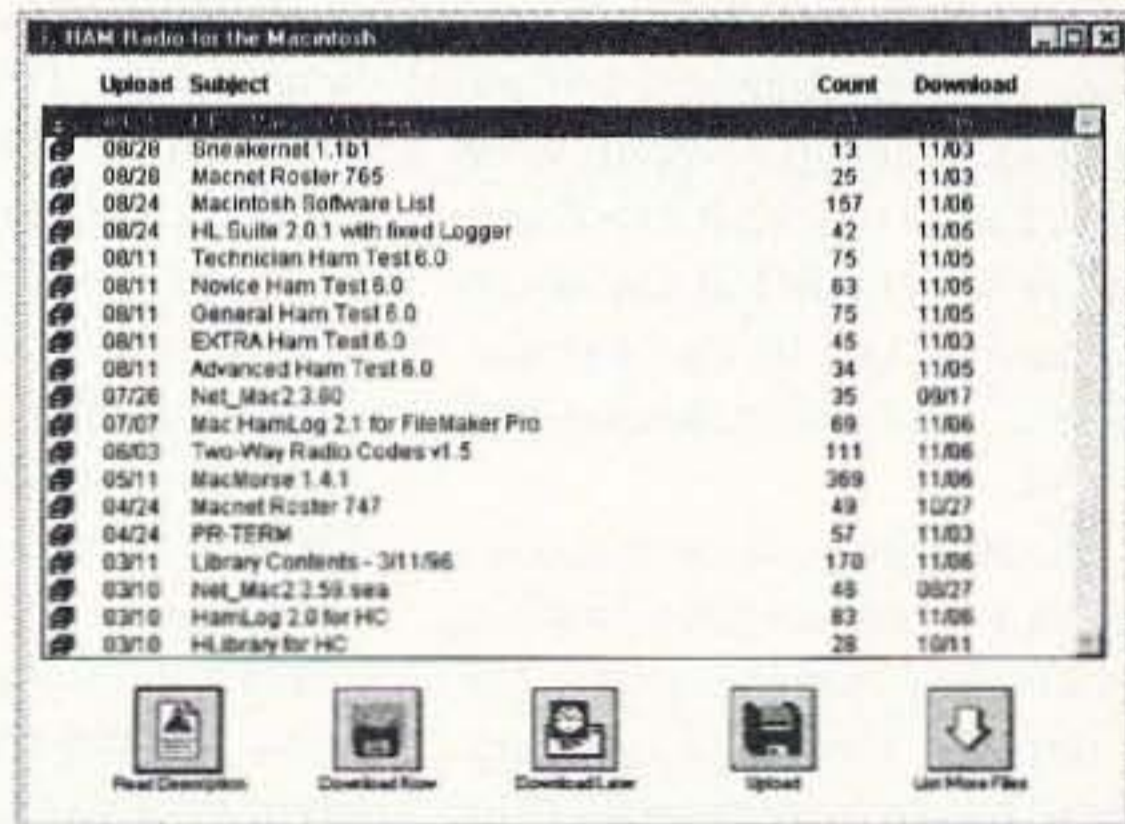 HAM Radio for the Macintosh
Upload Subject Count Download
08/28 Sneakernet 1.1b1 13 11/03
08/28 Macnet Roster 765 25 11/03
08/24 Macintosh Software List 157 11/06
08/24 HL Suite 2.0.1 with fixed Logger 42 11/05
08/11 Technician Ham Test 6.0 75 11/05
08/11 Novice Ham Test 6.0 63 11/05
08/11 General Ham Test 6.0 75 11/05
08/11 EXTRA Ham Test 6.0 45 11/03
08/11 Advanced Ham Test 6.0 34 11/05
07/26 Net_Mac2.3.60 35 09/17
07/07 Mac HamLog 2.1 for FileMaker Pro 69 11/06
06/03 Two-Way Radio Codes v1.5 111 11/06
05/11 MacMorse 1.4.1 369 11/06
04/24 Macnet Roster 747 49 10/27
04/24 PR-TERM 57 11/03
03/11 Library Contents - 3/11/96 170 11/06
03/10 Net_Mac2.3.59.sea 48 08/27
03/10 HamLog 2.0 for HC 83 11/06
03/10 HLibrary for HC 28 10/11
Read Description Download Now Download Later Upload List More Files